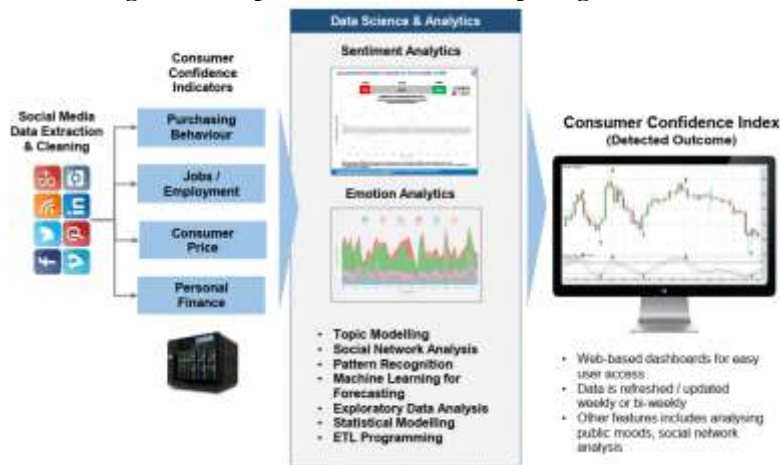 Data Science & Analytics
Sentiment Analytics
Consumer
Confidence
Indicators
Social Media
Data Extraction
& Cleaning
Purchasing
Behaviour
Jobs /
Employment
Consumer
Price
Personal
Finance
Emotion Analytics
• Topic Modelling
• Social Network Analysis
• Pattern Recognition
• Machine Learning for
Forecasting
• Exploratory Data Analysis
• Statistical Modelling
• ETL Programming
Consumer Confidence Index
(Detected Outcome)
• Web-based dashboards for easy
user access
• Data is refreshed / updated
weekly or bi-weekly
• Other features includes analysing
public moods, social network
analysis